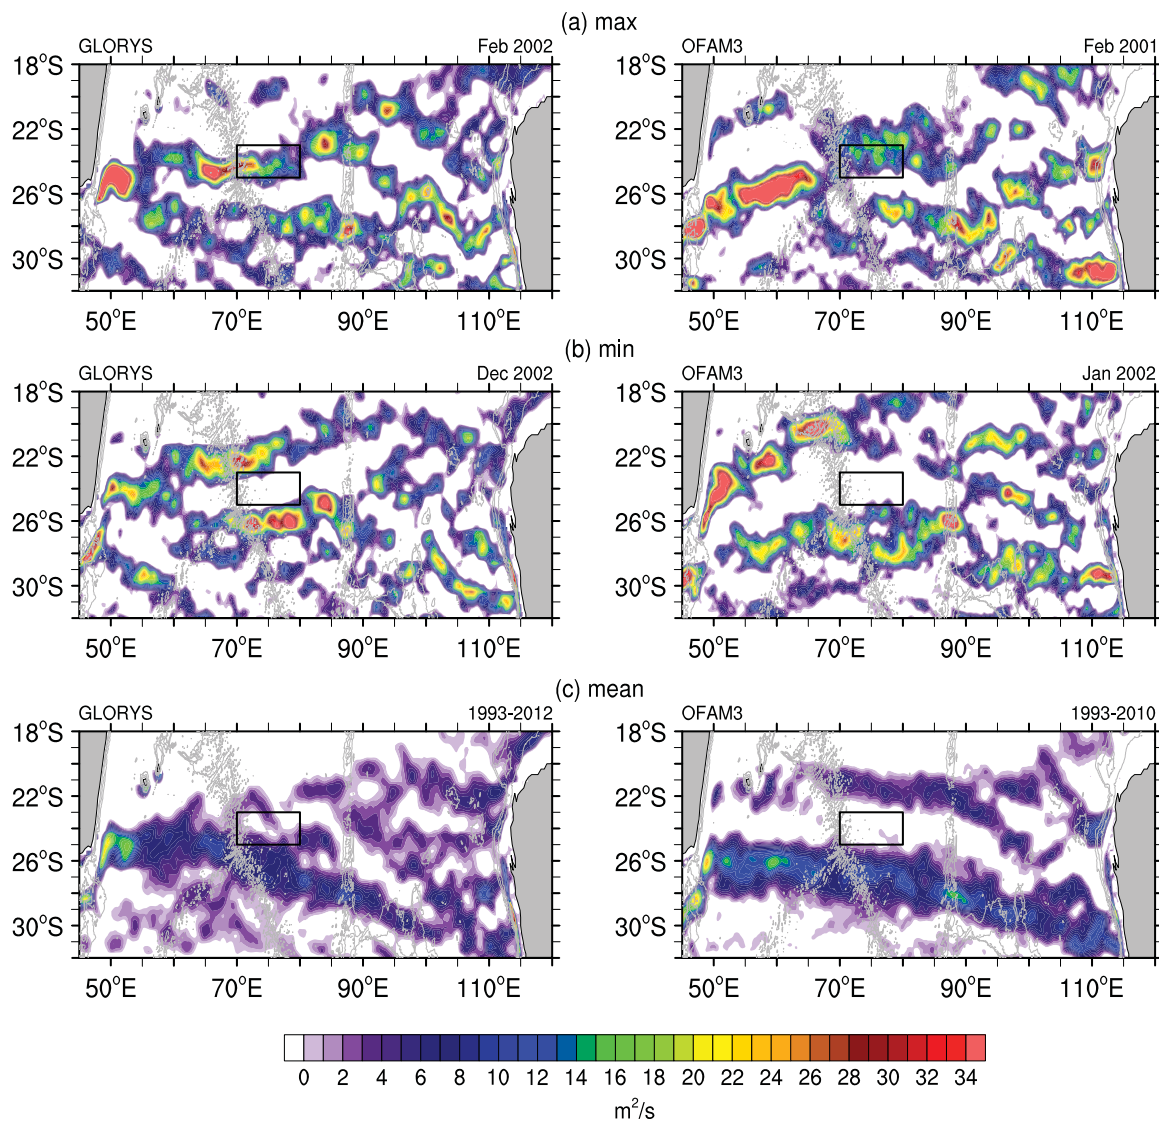 (a) max
GLORYS Feb 2002 OFAM3 Feb 2001
18°S 18°S
22°S 22°S
26°S 26°S
30°S 30°S
50°E 70°E 90°E 110°E 50°E 70°E 90°E 110°E
(b) min
GLORYS Dec 2002 OFAM3 Jan 2002
18°S 18°S
22°S 22°S
26°S 26°S
30°S 30°S
50°E 70°E 90°E 110°E 50°E 70°E 90°E 110°E
(c) mean
GLORYS 1993-2012 OFAM3 1993-2010
18°S 18°S
22°S 22°S
26°S 26°S
30°S 30°S
50°E 70°E 90°E 110°E 50°E 70°E 90°E 110°E
0 2 4 6 8 10 12 14 16 18 20 22 24 26 28 30 32 34
m²/s